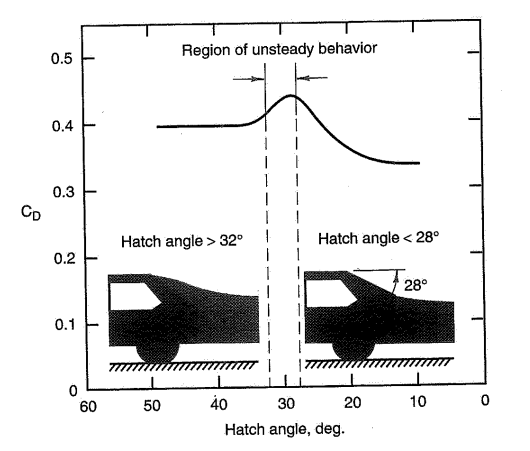 Region of unsteady behavior
0.5
0.4
0.3
C_D
Hatch angle > 32°
Hatch angle < 28°
0.2
28°
0.1
0
60 50 40 30 20 10 0
Hatch angle, deg.